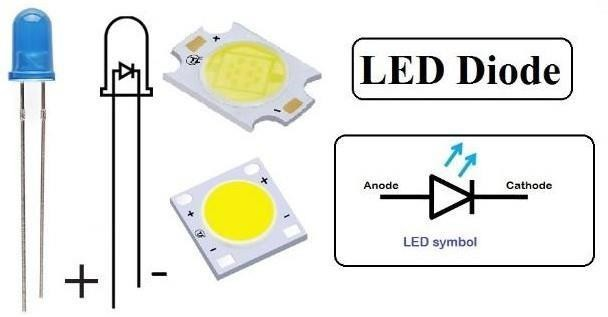 LED Diode
+
-
+
-
+
+
-
-
Anode
Cathode
LED symbol